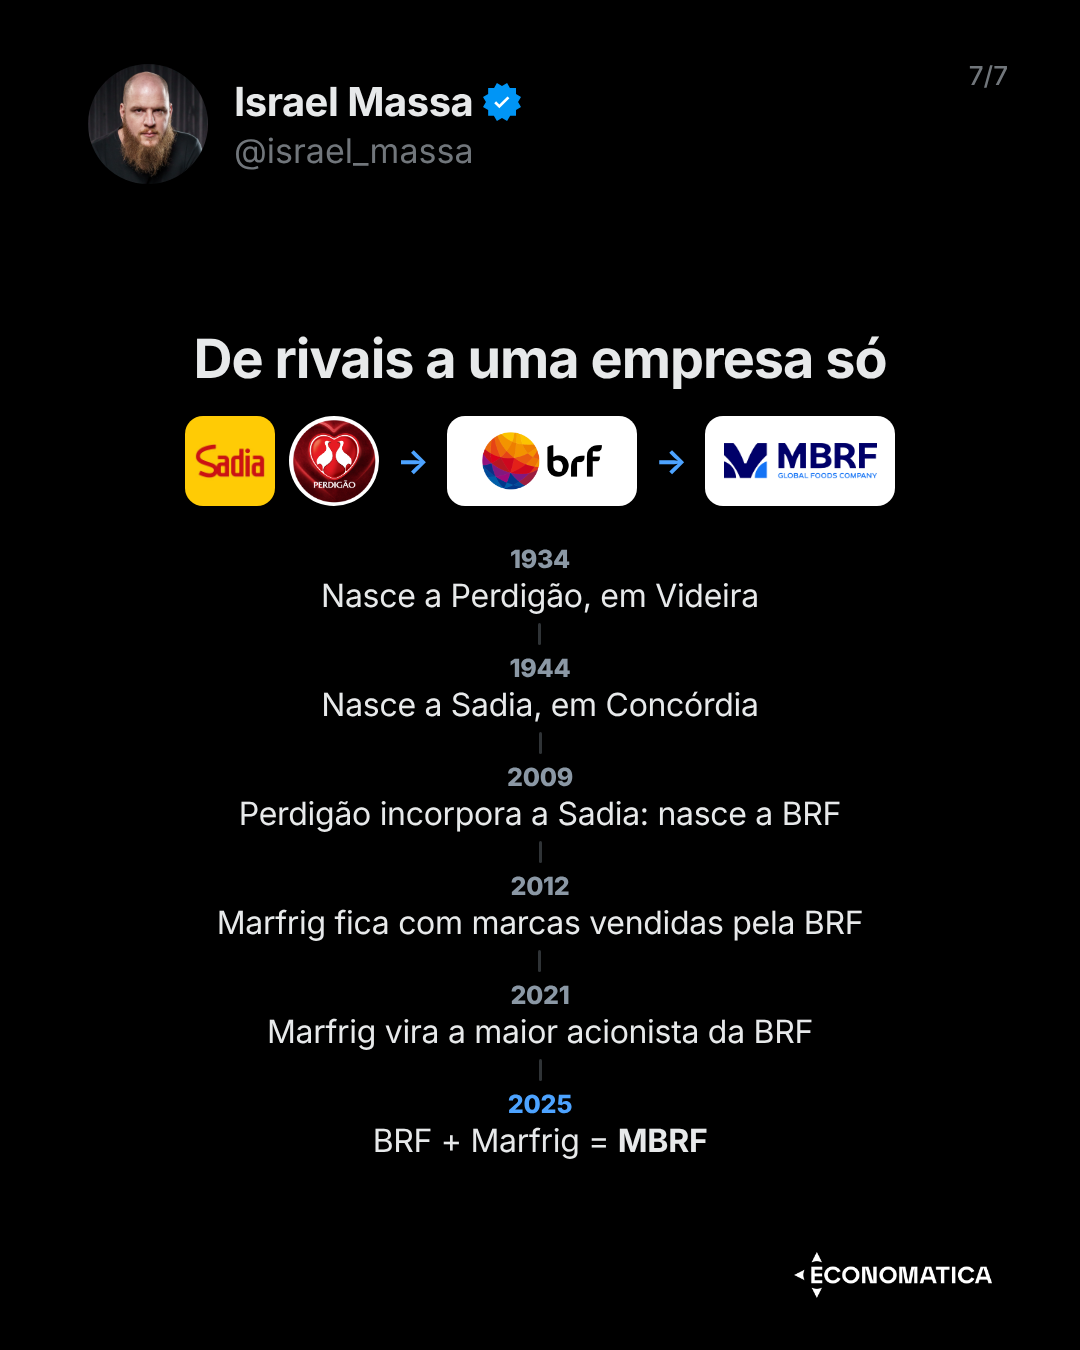 Israel Massa
@israel_massa
7/7
De rivais a uma empresa só
Sadia
PERDIGÃO
brf
MBRF
GLOBAL FOODS COMPANY
1934
Nasce a Perdigão, em Videira
1944
Nasce a Sadia, em Concórdia
2009
Perdigão incorpora a Sadia: nasce a BRF
2012
Marfrig fica com marcas vendidas pela BRF
2021
Marfrig vira a maior acionista da BRF
2025
BRF + Marfrig = MBRF
ECONOMATICA